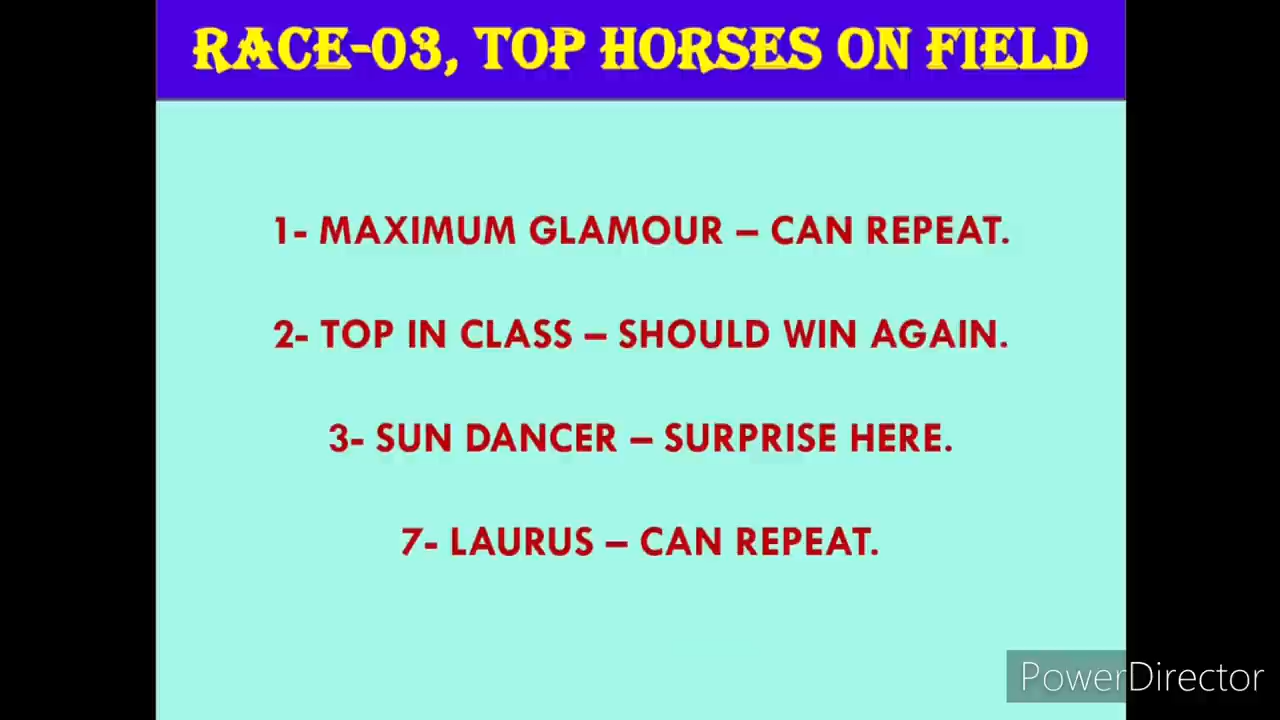 RACE-03, TOP HORSES ON FIELD
1- MAXIMUM GLAMOUR – CAN REPEAT.
2- TOP IN CLASS – SHOULD WIN AGAIN.
3- SUN DANCER – SURPRISE HERE.
7- LAURUS – CAN REPEAT.
PowerDirector